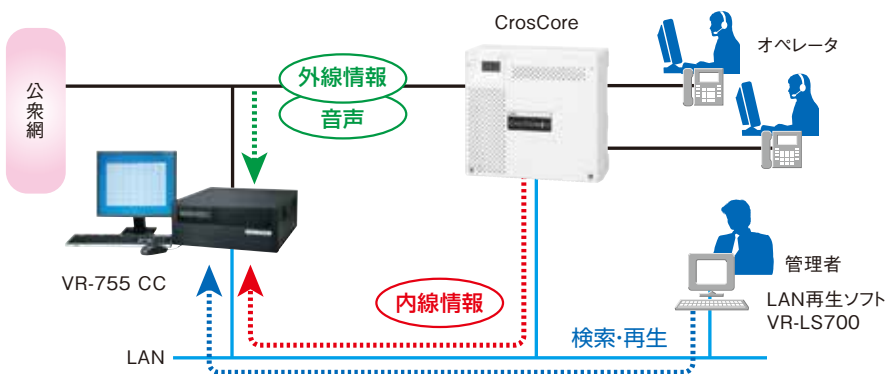 CrosCore
オペレータ
公衆網
外線情報
音声
CrosCore
VR-755 CC
内線情報
管理者
LAN再生ソフト
VR-LS700
検索・再生
LAN